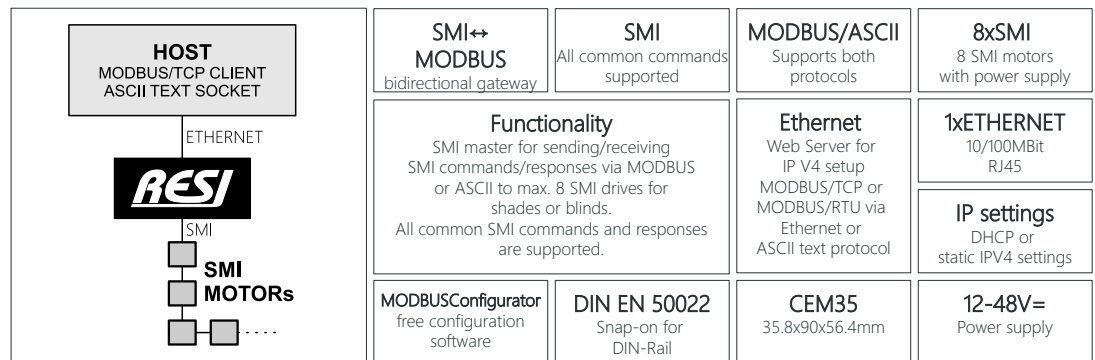 HOST
MODBUS/TCP CLIENT
ASCII TEXT SOCKET
ETHERNET
RESI
SMI
SMI
MOTORs
SMI↔
MODBUS
bidirectional gateway
SMI
All common commands
supported
MODBUS/ASCII
Supports both
protocols
8xSMI
8 SMI motors
with power supply
Functionality
SMI master for sending/receiving
SMI commands/responses via MODBUS
or ASCII to max. 8 SMI drives for
shades or blinds.
All common SMI commands and responses
are supported.
Ethernet
Web Server for
IP V4 setup
MODBUS/TCP or
MODBUS/RTU via
Ethernet or
ASCII text protocol
1xETHERNET
10/100MBit
RJ45
IP settings
DHCP or
static IPV4 settings
MODBUSConfigurator
free configuration
software
DIN EN 50022
Snap-on for
DIN-Rail
CEM35
35.8x90x56.4mm
12-48V=
Power supply